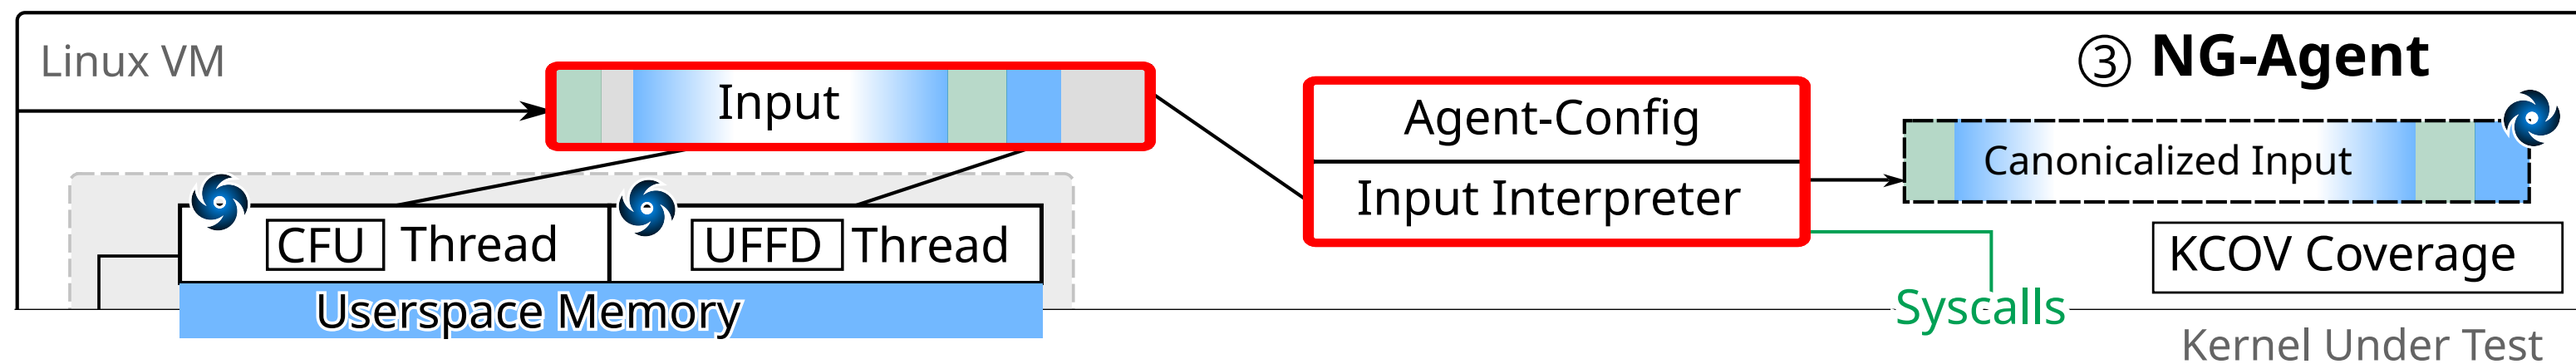 Linux VM
Input
CFU Thread
UFFD Thread
Userspace Memory
Agent-Config
Input Interpreter
③ NG-Agent
Canonicalized Input
KCOV Coverage
Syscalls
Kernel Under Test